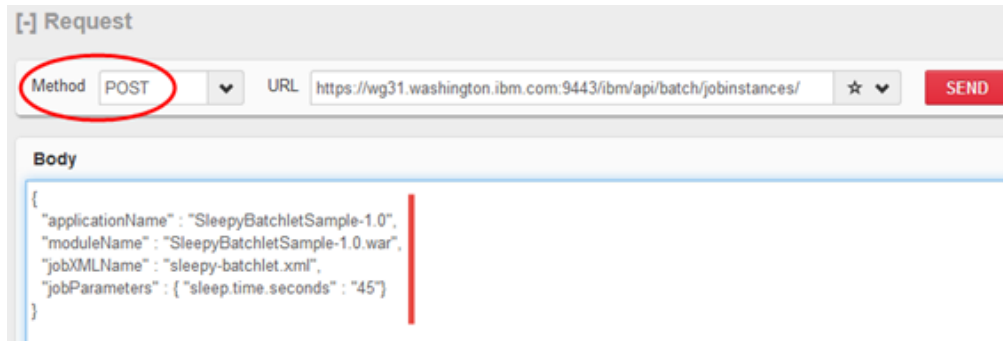 [-] Request
Method POST URL https://wg31.washington.ibm.com:9443/ibm/api/batch/jobinstances/ SEND
Body
{
"applicationName" : "SleepyBatchletSample-1.0",
"moduleName" : "SleepyBatchletSample-1.0.war",
"jobXMLName" : "sleepy-batchlet.xml",
"jobParameters" : { "sleep.time.seconds" : "45"}
}